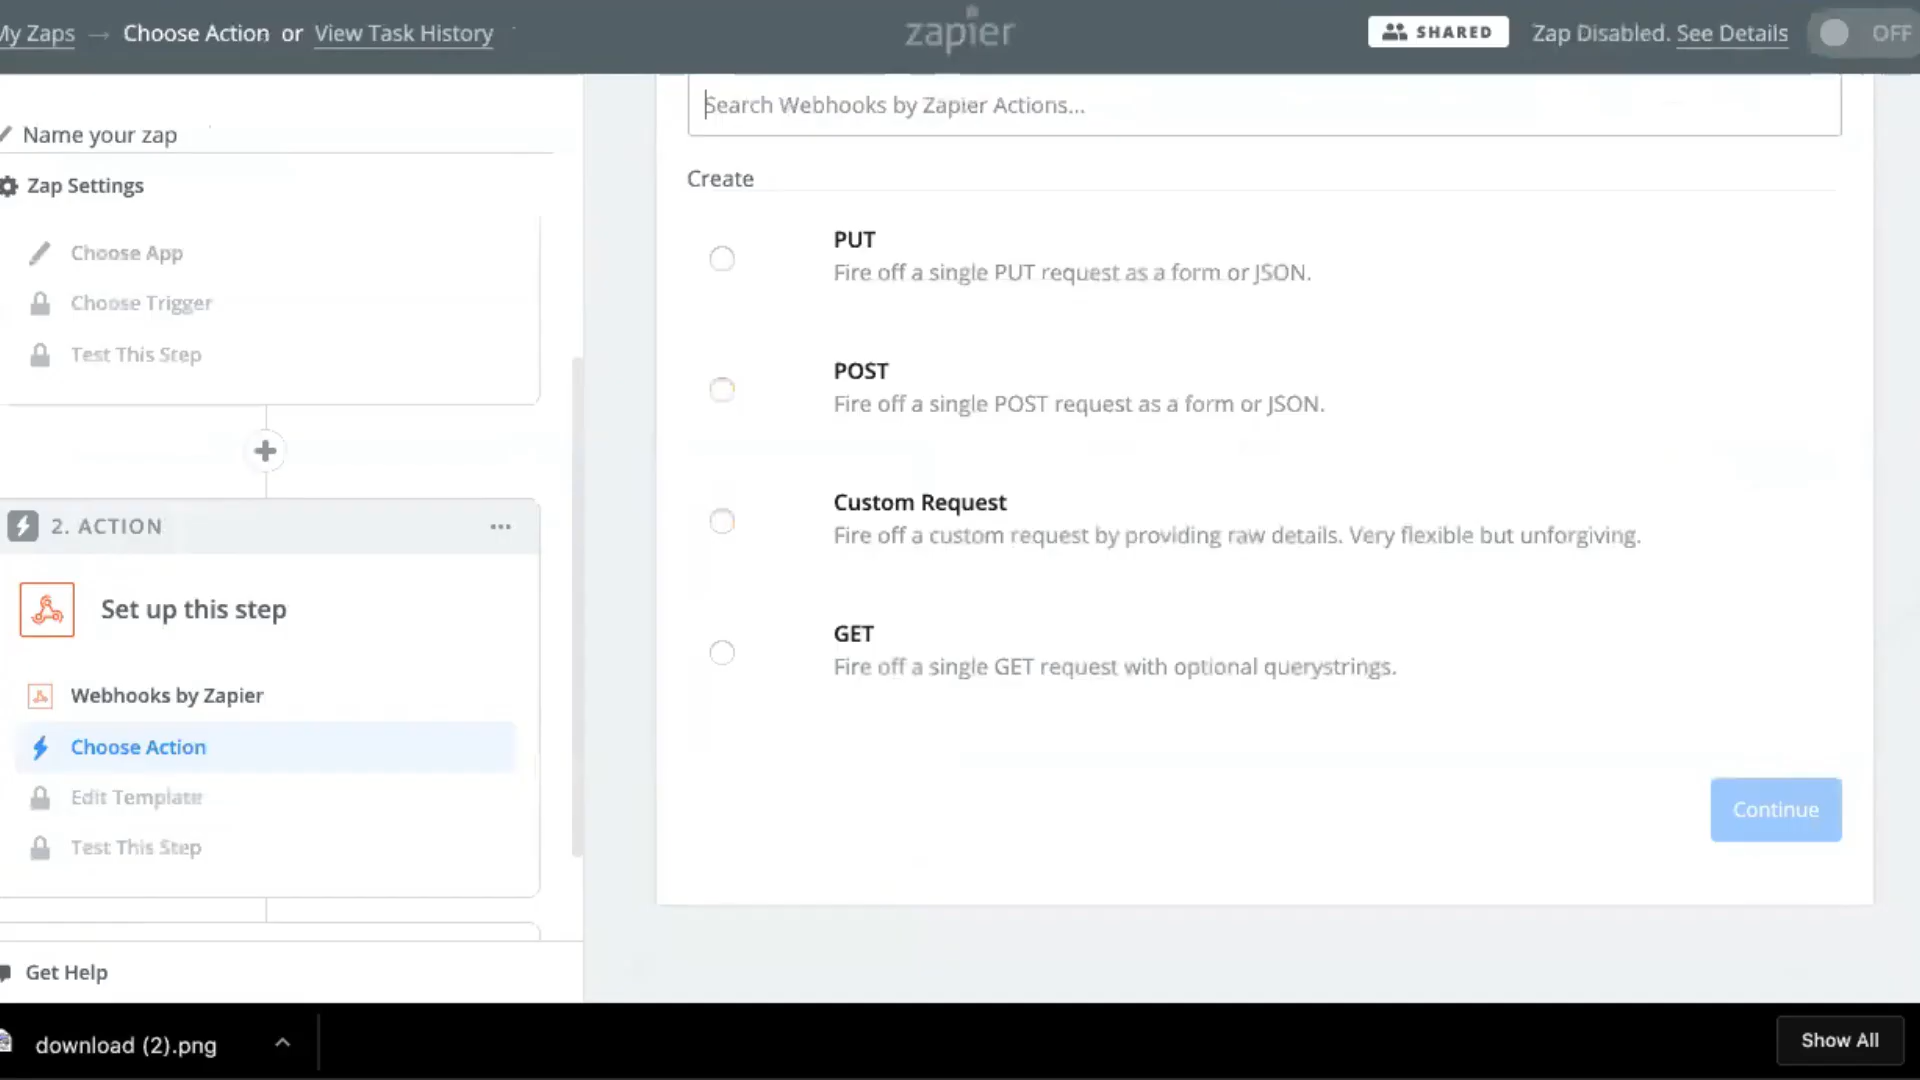 My Zaps → Choose Action or View Task History
zapier
SHARED
Zap Disabled. See Details
OFF
Name your zap
Zap Settings
Choose App
Choose Trigger
Test This Step
2. ACTION
Set up this step
Webhooks by Zapier
Choose Action
Edit Template
Test This Step
Get Help
Search Webhooks by Zapier Actions...
Create
PUT
Fire off a single PUT request as a form or JSON.
POST
Fire off a single POST request as a form or JSON.
Custom Request
Fire off a custom request by providing raw details. Very flexible but unforgiving.
GET
Fire off a single GET request with optional querystrings.
Continue
download (2).png
Show All